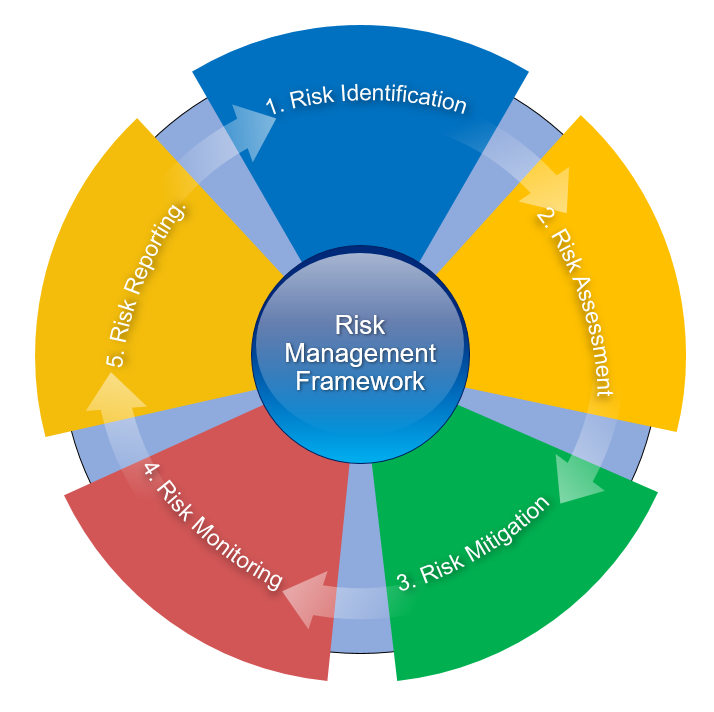 1. Risk Identification
2. Risk Assessment
3. Risk Mitigation
4. Risk Monitoring
5. Risk Reporting.
Risk
Management
Framework